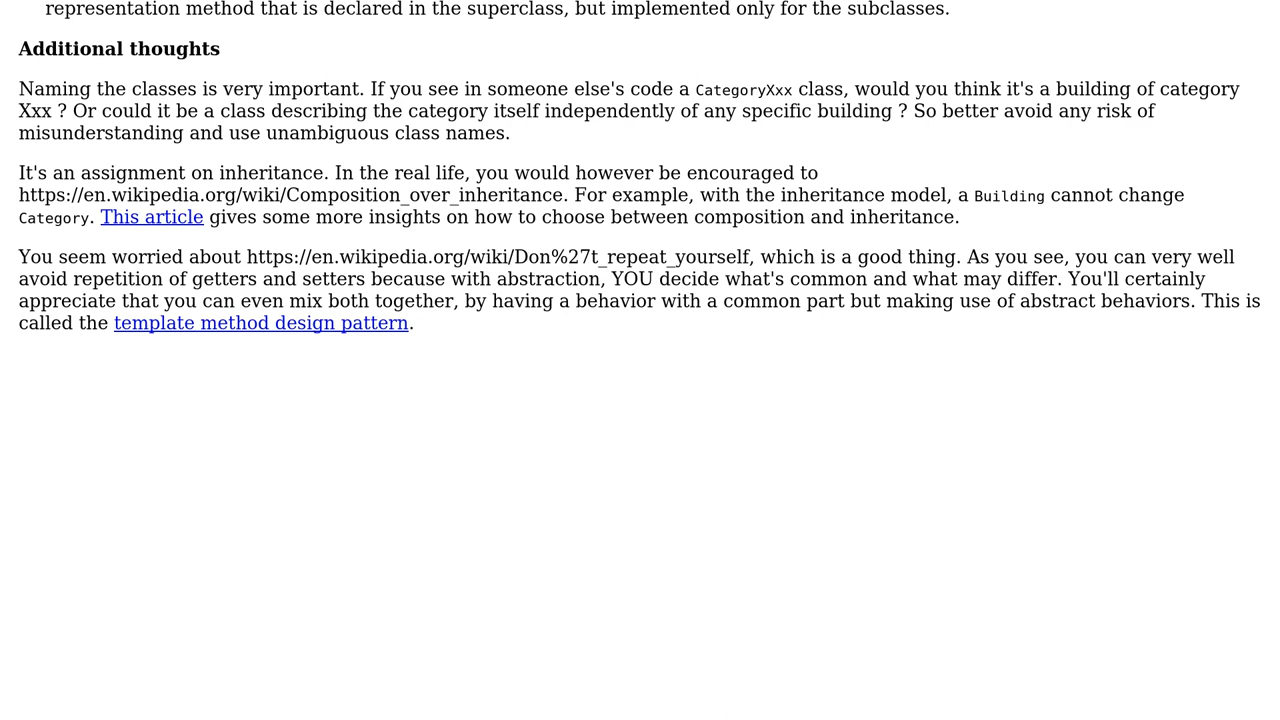 representation method that is declared in the superclass, but implemented only for the subclasses.
Additional thoughts
Naming the classes is very important. If you see in someone else's code a CategoryXxx class, would you think it's a building of category
Xxx ? Or could it be a class describing the category itself independently of any specific building ? So better avoid any risk of
misunderstanding and use unambiguous class names.
It's an assignment on inheritance. In the real life, you would however be encouraged to
https://en.wikipedia.org/wiki/Composition_over_inheritance. For example, with the inheritance model, a Building cannot change
Category. This article gives some more insights on how to choose between composition and inheritance.
You seem worried about https://en.wikipedia.org/wiki/Don%27t_repeat_yourself, which is a good thing. As you see, you can very well
avoid repetition of getters and setters because with abstraction, YOU decide what's common and what may differ. You'll certainly
appreciate that you can even mix both together, by having a behavior with a common part but making use of abstract behaviors. This is
called the template method design pattern.